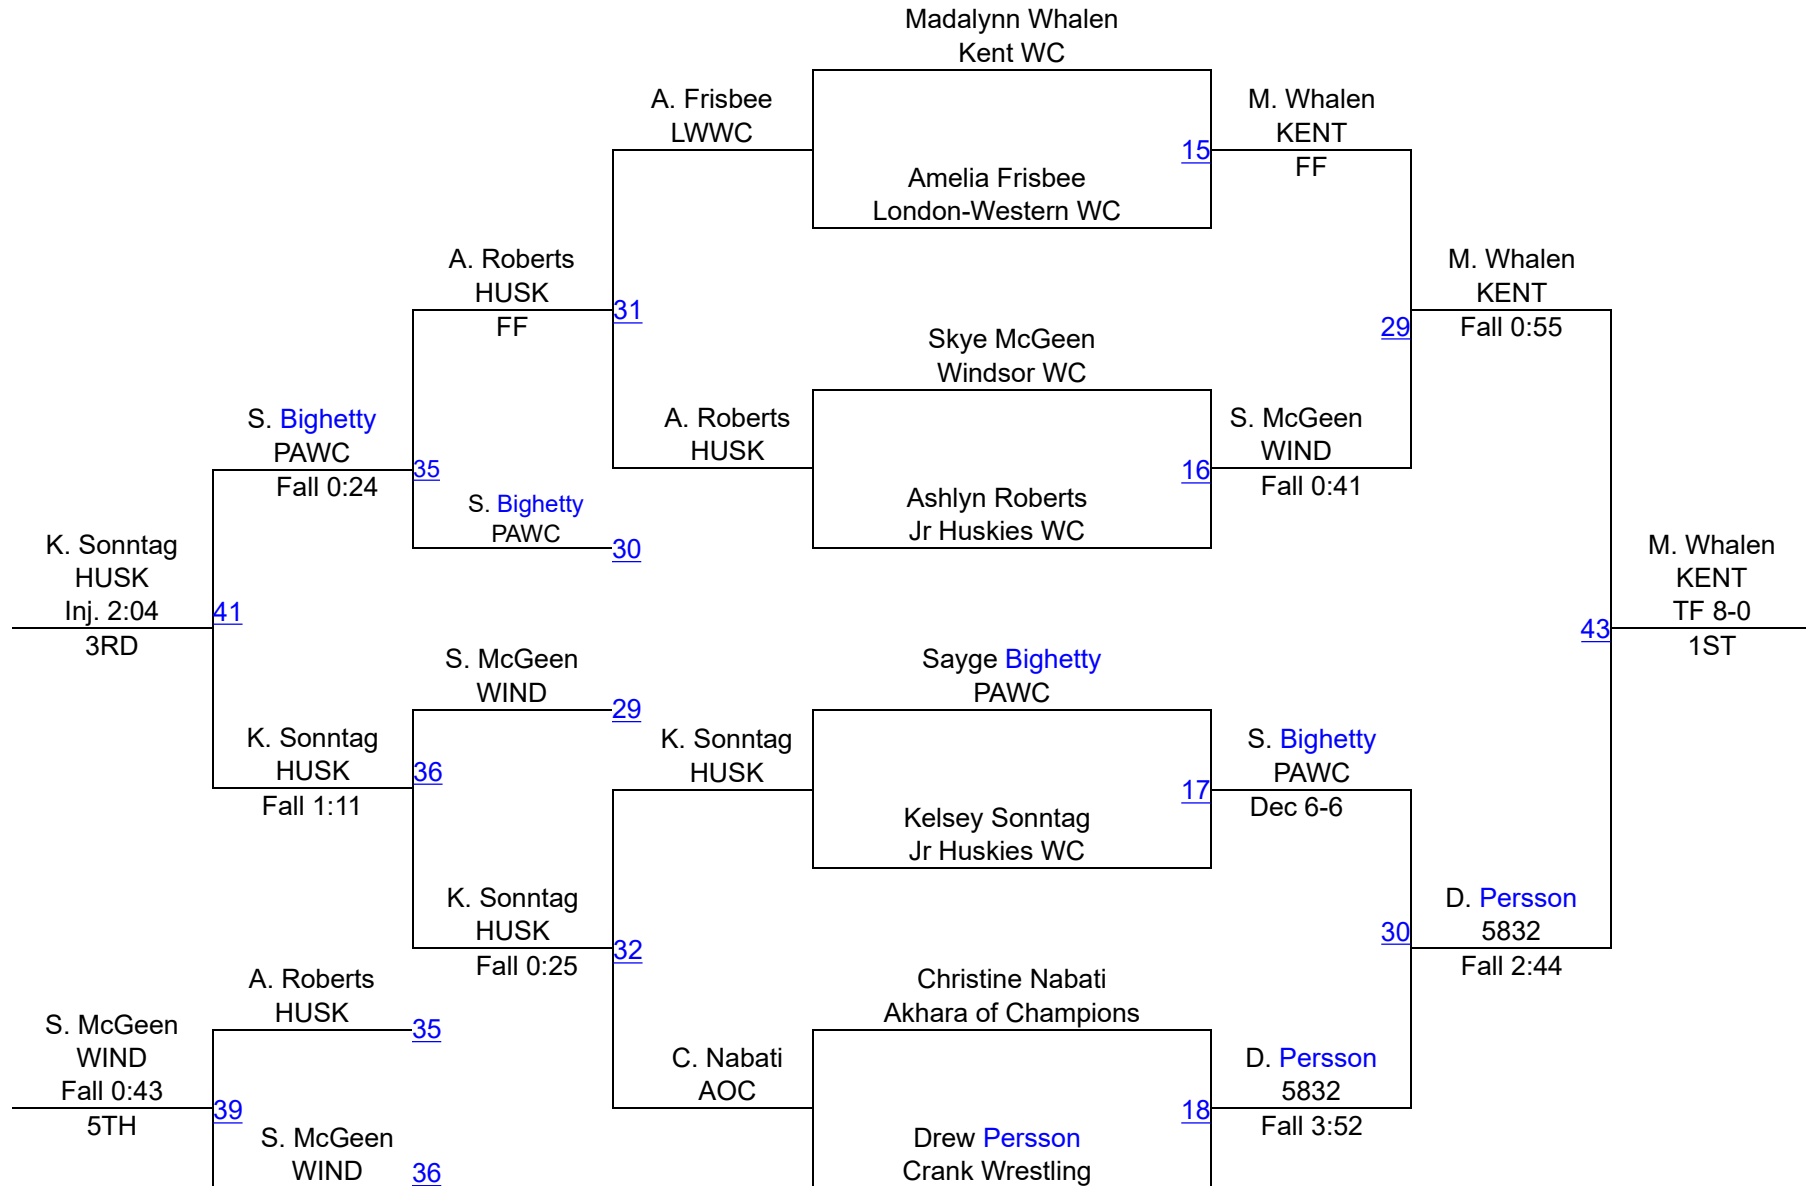 Madalynn Whalen
Kent WC
A. Frisbee
LWWC
M. Whalen
KENT
15
FF
Amelia Frisbee
London-Western WC
A. Roberts
HUSK
31
FF
M. Whalen
KENT
29
Fall 0:55
Skye McGeen
Windsor WC
S. Bighetty
PAWC
35
Fall 0:24
A. Roberts
HUSK
S. McGeen
WIND
16
Fall 0:41
S. Bighetty
PAWC
30
Ashlyn Roberts
Jr Huskies WC
K. Sonntag
HUSK
Inj. 2:04
41
3RD
M. Whalen
KENT
TF 8-0
43
1ST
S. McGeen
WIND
29
Sayge Bighetty
PAWC
K. Sonntag
HUSK
36
Fall 1:11
K. Sonntag
HUSK
S. Bighetty
PAWC
17
Dec 6-6
Kelsey Sonntag
Jr Huskies WC
K. Sonntag
HUSK
32
Fall 0:25
D. Persson
5832
30
Fall 2:44
A. Roberts
HUSK
35
Christine Nabati
Akhara of Champions
S. McGeen
WIND
Fall 0:43
39
5TH
C. Nabati
AOC
D. Persson
5832
18
Fall 3:52
S. McGeen
WIND
36
Drew Persson
Crank Wrestling